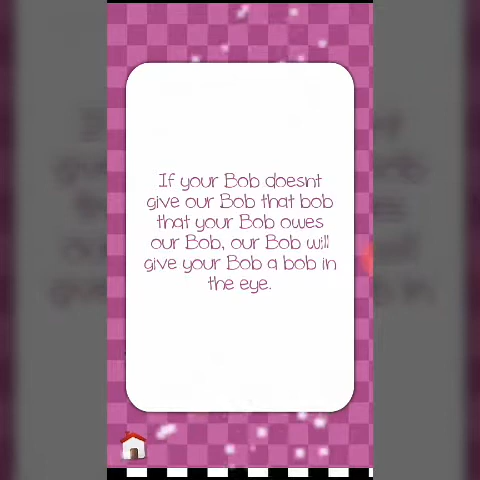 If your Bob doesnt
give our Bob that bob
that your Bob owes
our Bob, our Bob will
give your Bob a bob in
the eye.